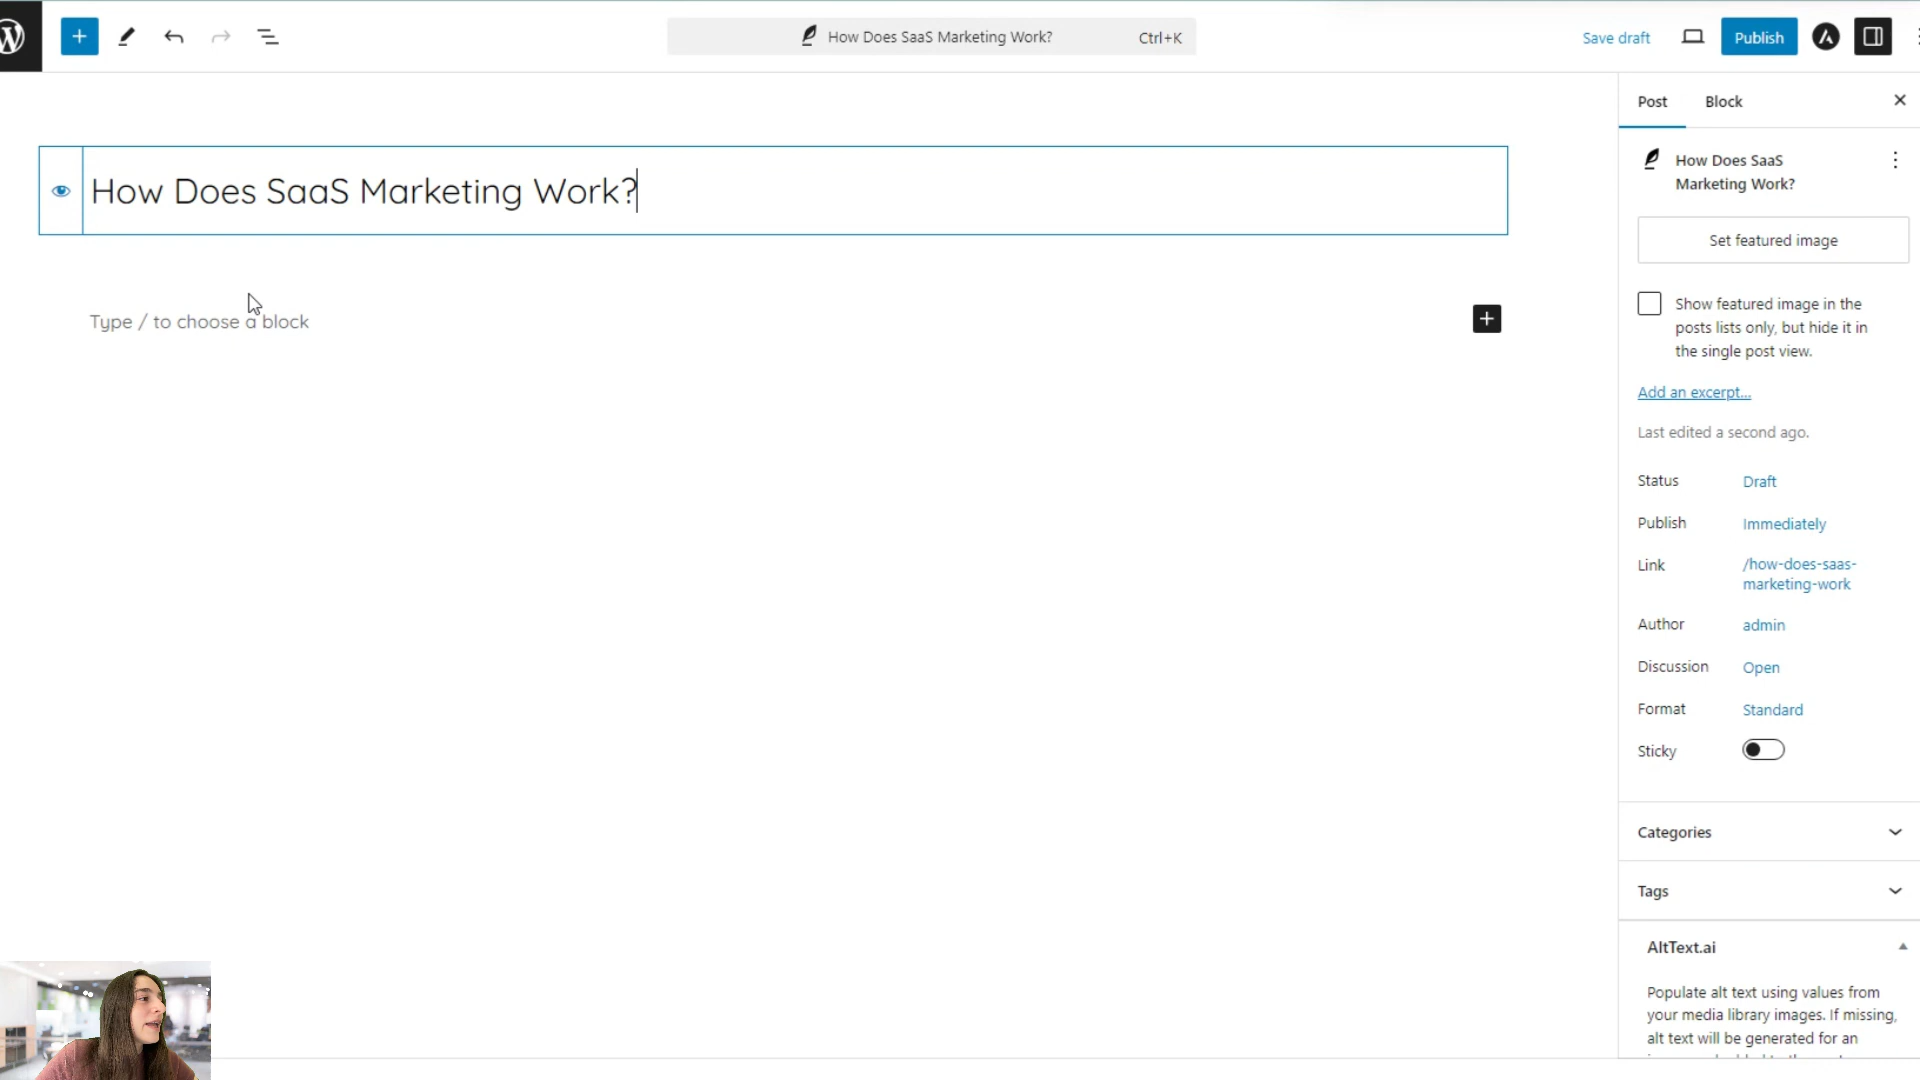 How Does SaaS Marketing Work? Ctrl+K
Save draft
Publish
Post Block
How Does SaaS Marketing Work?
How Does SaaS
Marketing Work?
Set featured image
Type / to choose a block
Show featured image in the
posts lists only, but hide it in
the single post view.
Add an excerpt...
Last edited a second ago.
Status Draft
Publish Immediately
Link /how-does-saas-
marketing-work
Author admin
Discussion Open
Format Standard
Sticky
Categories
Tags
AltText.ai
Populate alt text using values from
your media library images. If missing,
alt text will be generated for an